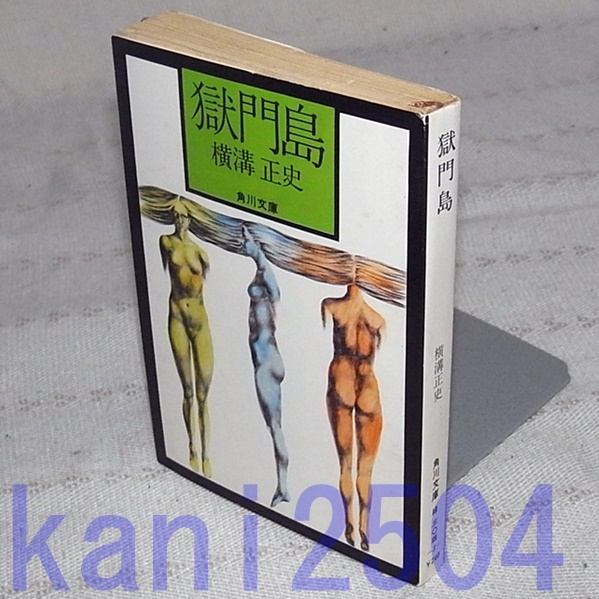 獄門島
横溝 正史
角川文庫
獄門島
横溝正史
角川文庫
kani2504